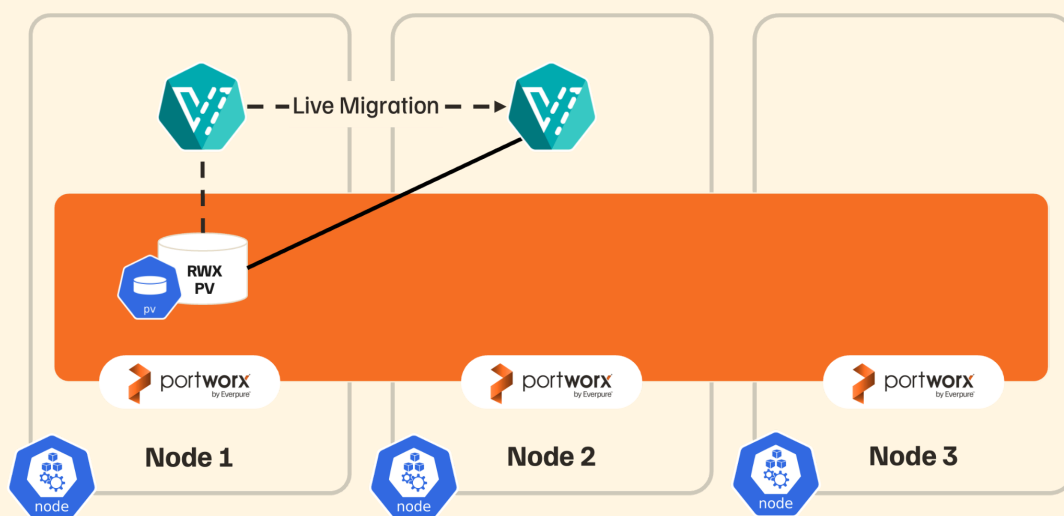 Live Migration
RWX
PV
pv
portworx
by Everpure
portworx
by Everpure
portworx
by Everpure
Node 1
Node 2
Node 3
node
node
node